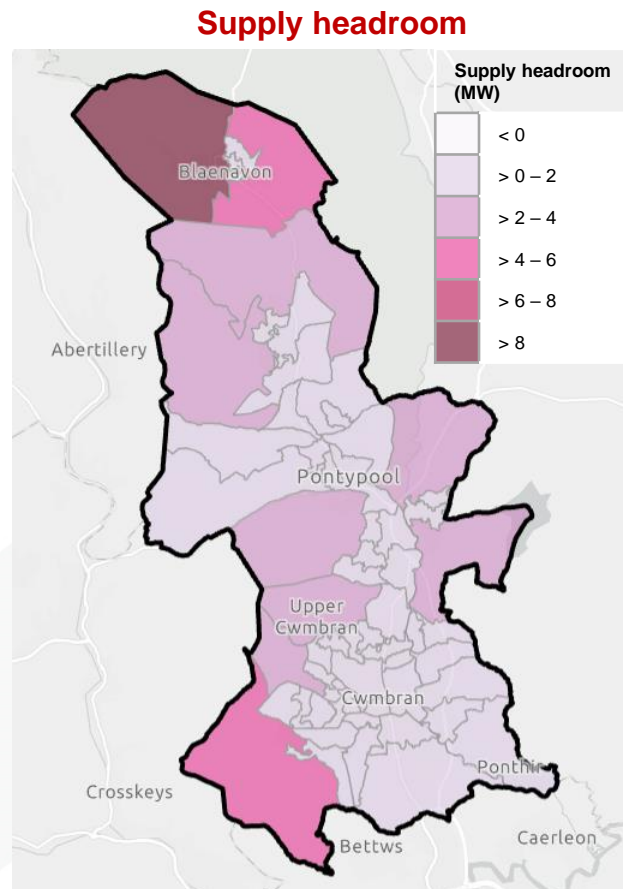 Supply headroom
Supply headroom
(MW)
< 0
> 0 – 2
> 2 – 4
> 4 – 6
> 6 – 8
> 8
Blaenavon
Abertillery
Pontypool
Upper
Cwmbran
Cwmbran
Ponthir
Crosskeys
Bettws
Caerleon